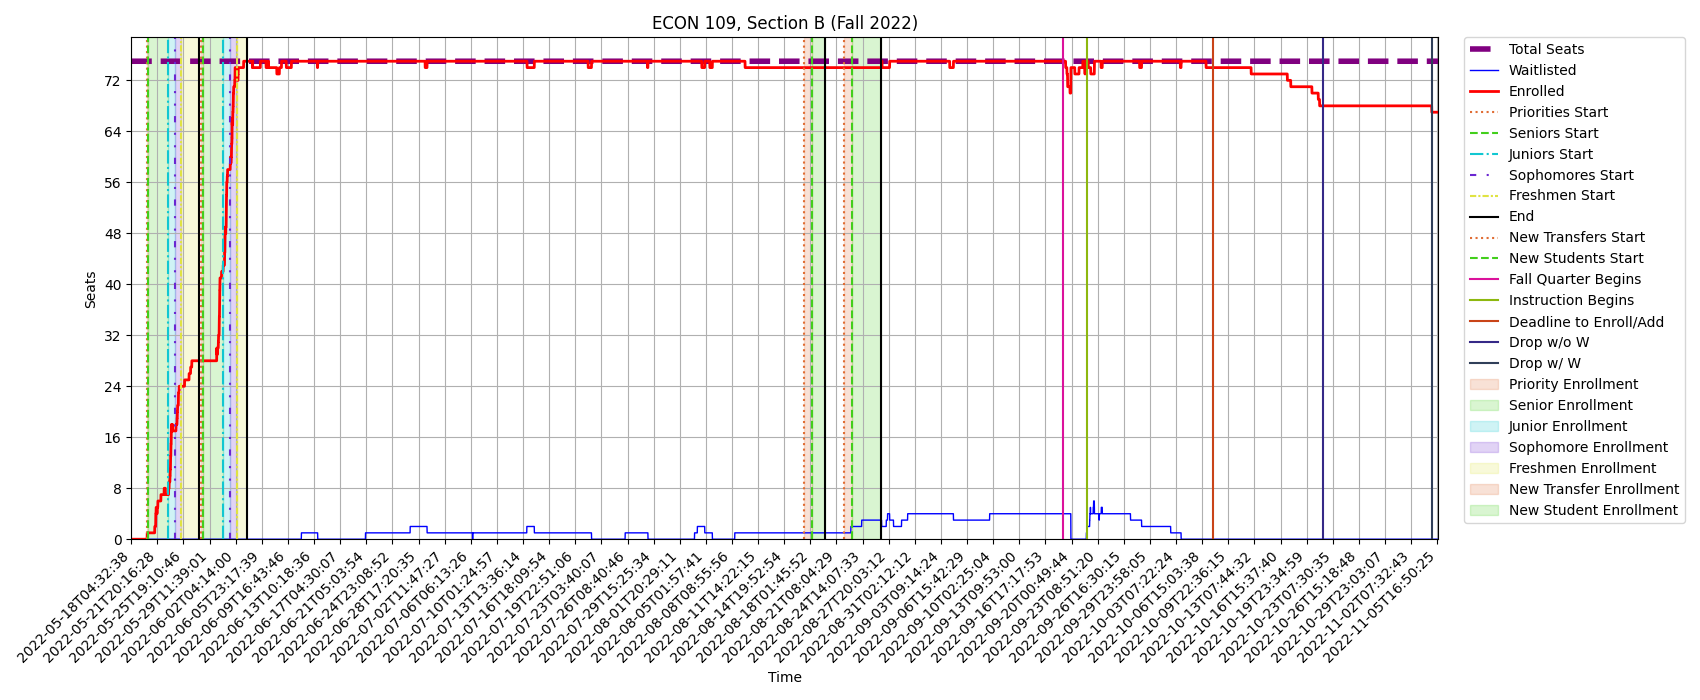 ECON 109, Section B (Fall 2022)
Seats
72
64
56
48
40
32
24
16
8
0
2022-05-18T04:32:38
2022-05-21T20:16:28
2022-05-25T19:10:46
2022-05-29T11:39:01
2022-06-02T04:14:00
2022-06-05T23:17:39
2022-06-09T16:43:46
2022-06-13T10:18:36
2022-06-17T04:30:07
2022-06-21T05:03:54
2022-06-24T23:08:52
2022-06-28T17:20:35
2022-07-02T11:47:27
2022-07-06T06:13:26
2022-07-10T01:24:57
2022-07-13T13:36:14
2022-07-16T18:09:54
2022-07-19T22:51:06
2022-07-23T03:40:07
2022-07-26T08:40:46
2022-07-29T15:25:34
2022-08-01T20:29:11
2022-08-05T01:57:41
2022-08-08T08:55:56
2022-08-11T14:22:15
2022-08-14T19:52:54
2022-08-18T01:45:52
2022-08-21T08:04:29
2022-08-24T14:07:33
2022-08-27T20:03:12
2022-08-31T02:12:12
2022-09-03T09:14:24
2022-09-06T15:42:29
2022-09-10T02:25:04
2022-09-13T09:53:00
2022-09-16T17:17:53
2022-09-20T00:49:44
2022-09-23T08:51:20
2022-09-26T16:30:15
2022-09-29T23:58:05
2022-10-03T07:22:24
2022-10-06T15:03:38
2022-10-09T22:36:15
2022-10-13T07:44:32
2022-10-16T15:37:40
2022-10-19T23:34:59
2022-10-23T07:30:35
2022-10-26T15:18:48
2022-10-29T23:03:07
2022-11-02T07:32:43
2022-11-05T16:50:25
Time
Total Seats
Waitlisted
Enrolled
Priorities Start
Seniors Start
Juniors Start
Sophomores Start
Freshmen Start
End
New Transfers Start
New Students Start
Fall Quarter Begins
Instruction Begins
Deadline to Enroll/Add
Drop w/o W
Drop w/ W
Priority Enrollment
Senior Enrollment
Junior Enrollment
Sophomore Enrollment
Freshmen Enrollment
New Transfer Enrollment
New Student Enrollment